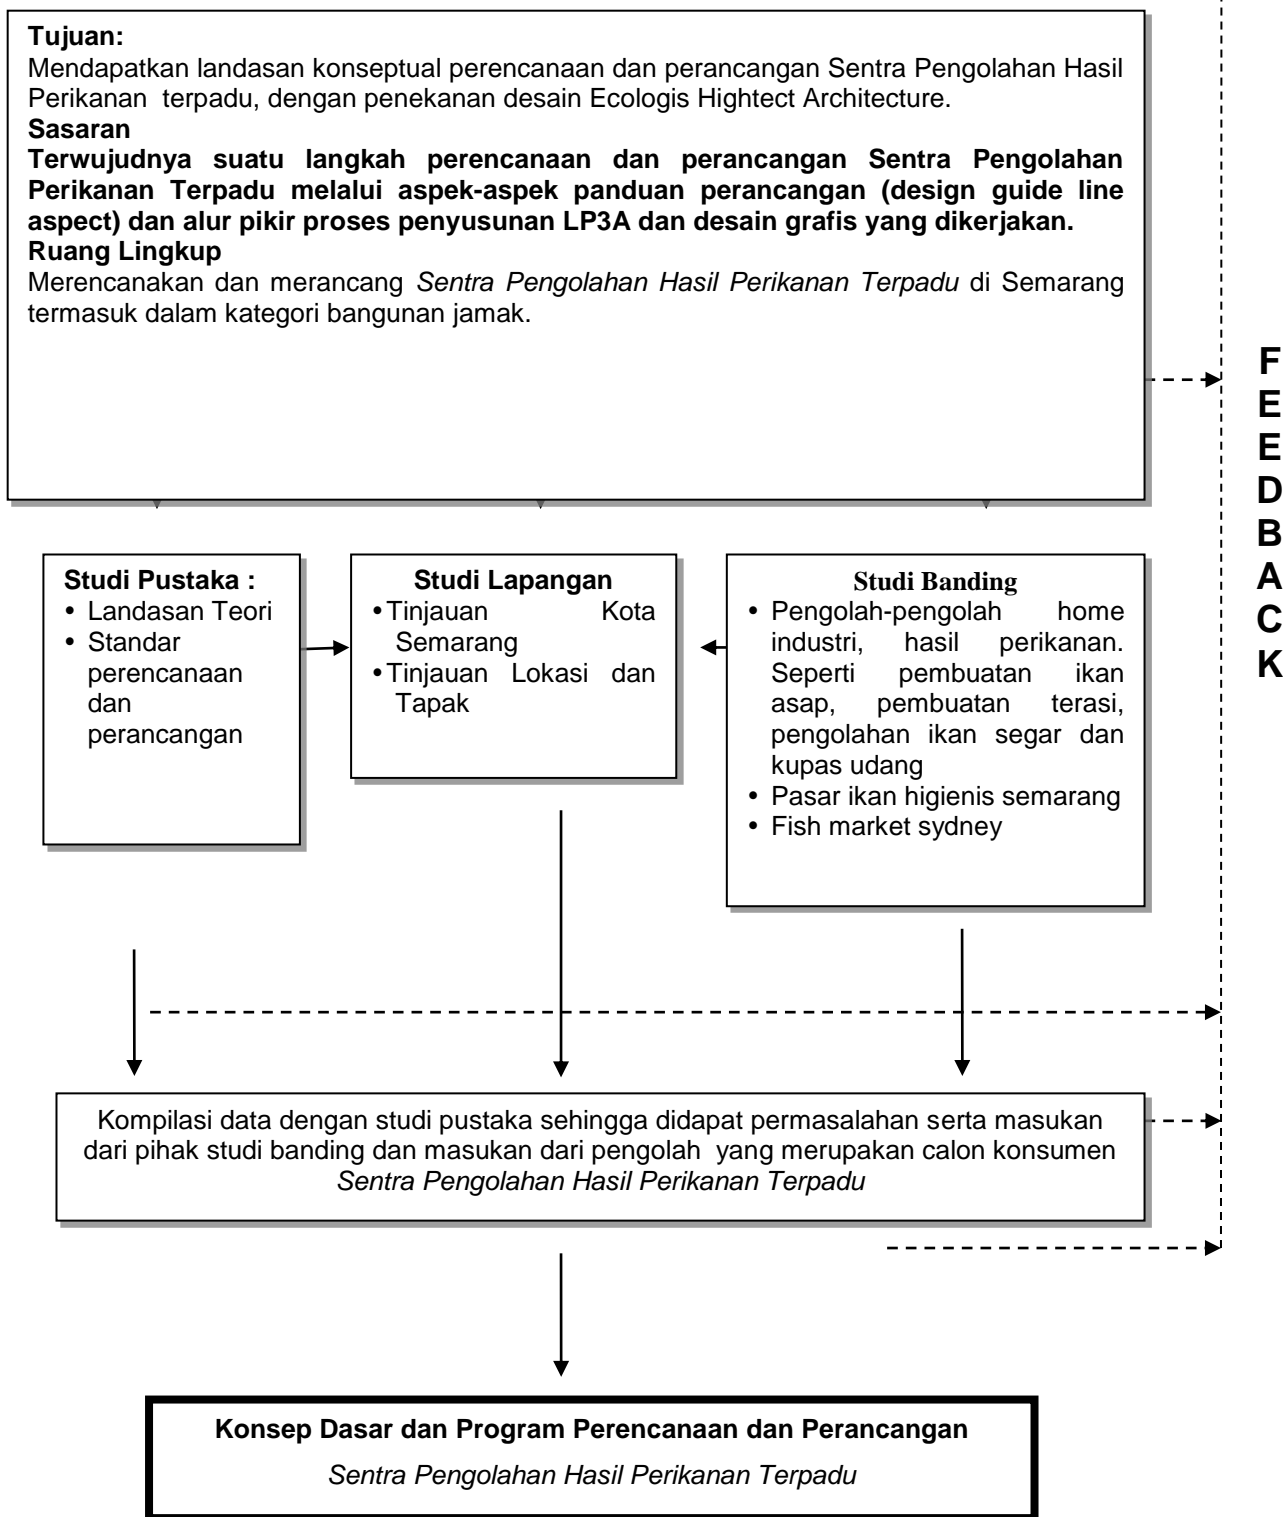 Tujuan:
Mendapatkan landasan konseptual perencanaan dan perancangan Sentra Pengolahan Hasil
Perikanan terpadu, dengan penekanan desain Ecologis Hightect Architecture.
Sasaran
Terwujudnya suatu langkah perencanaan dan perancangan Sentra Pengolahan
Perikanan Terpadu melalui aspek-aspek panduan perancangan (design guide line
aspect) dan alur pikir proses penyusunan LP3A dan desain grafis yang dikerjakan.
Ruang Lingkup
Merencanakan dan merancang Sentra Pengolahan Hasil Perikanan Terpadu di Semarang
termasuk dalam kategori bangunan jamak.
F
E
E
D
B
A
C
K
Studi Pustaka :
• Landasan Teori
• Standar
perencanaan
dan
perancangan
Studi Lapangan
• Tinjauan Kota
Semarang
• Tinjauan Lokasi dan
Tapak
Studi Banding
• Pengolah-pengolah home
industri, hasil perikanan.
Seperti pembuatan ikan
asap, pembuatan terasi,
pengolahan ikan segar dan
kupas udang
• Pasar ikan higienis semarang
• Fish market sydney
Kompilasi data dengan studi pustaka sehingga didapat permasalahan serta masukan
dari pihak studi banding dan masukan dari pengolah yang merupakan calon konsumen
Sentra Pengolahan Hasil Perikanan Terpadu
Konsep Dasar dan Program Perencanaan dan Perancangan
Sentra Pengolahan Hasil Perikanan Terpadu